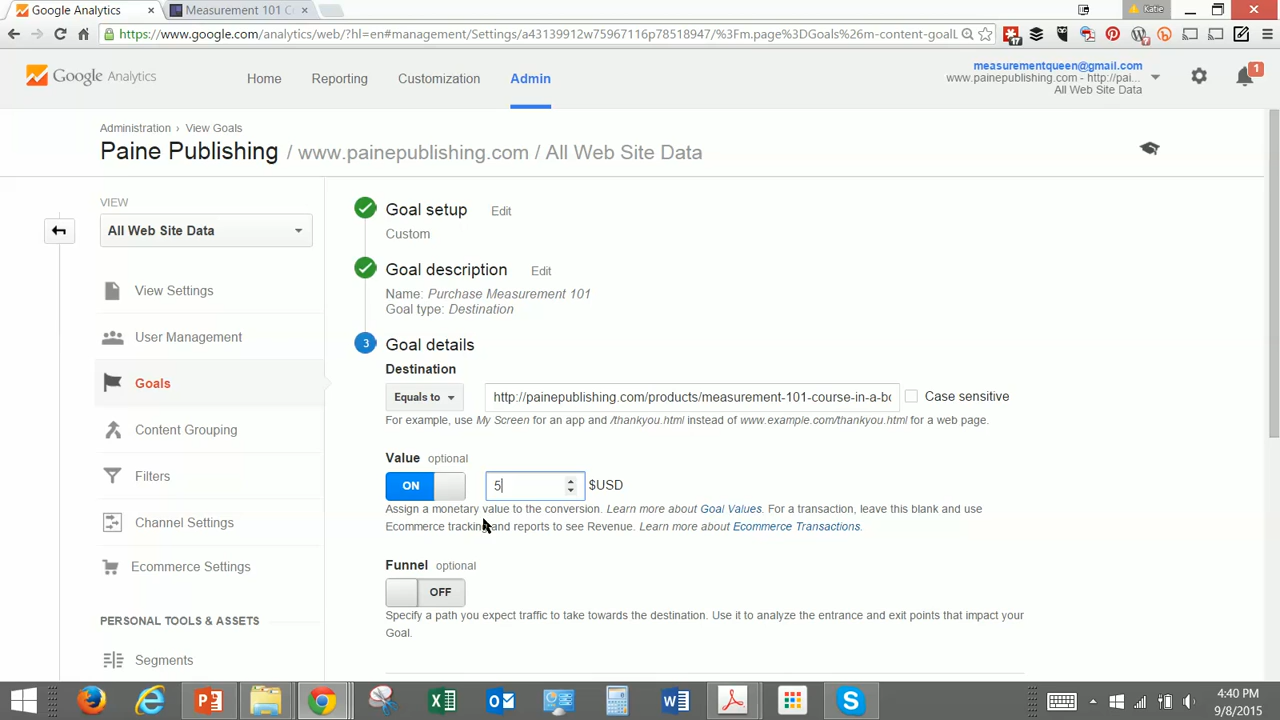 Google Analytics
Measurement 101 C
Katie
https://www.google.com/analytics/web/?hl=en#management/Settings/a43139912w75967116p78518947/%3Fm.page%3DGoals%26m-content-goalL
Google Analytics
Home
Reporting
Customization
Admin
measurementqueen@gmail.com
www.painepublishing.com - http://pai...
All Web Site Data
1
Administration › View Goals
Paine Publishing / www.painepublishing.com / All Web Site Data
VIEW
All Web Site Data
View Settings
User Management
Goals
Content Grouping
Filters
Channel Settings
Ecommerce Settings
PERSONAL TOOLS & ASSETS
Segments
Goal setup Edit
Custom
Goal description Edit
Name: Purchase Measurement 101
Goal type: Destination
3 Goal details
Destination
Equals to http://painepublishing.com/products/measurement-101-course-in-a-bo Case sensitive
For example, use My Screen for an app and /thankyou.html instead of www.example.com/thankyou.html for a web page.
Value optional
ON 5 $USD
Assign a monetary value to the conversion. Learn more about Goal Values. For a transaction, leave this blank and use
Ecommerce tracking and reports to see Revenue. Learn more about Ecommerce Transactions.
Funnel optional
OFF
Specify a path you expect traffic to take towards the destination. Use it to analyze the entrance and exit points that impact your
Goal.
4:40 PM
9/8/2015